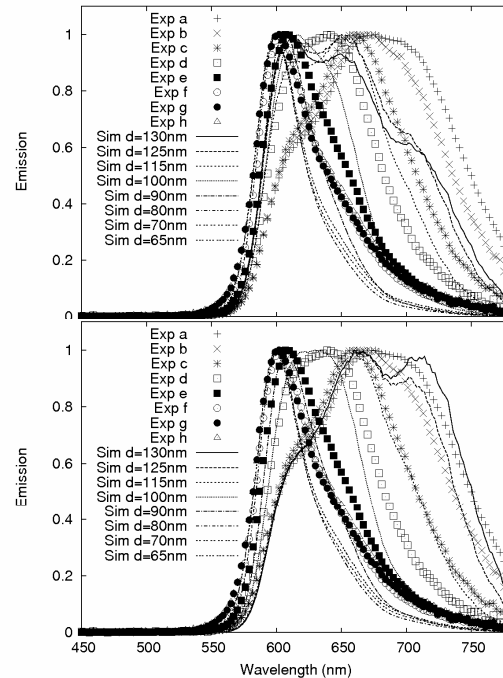 1
0.8
0.6
0.4
0.2
0
Emission
Exp a
Exp b
Exp c
Exp d
Exp e
Exp f
Exp g
Exp h
Sim d=130nm
Sim d=125nm
Sim d=115nm
Sim d=100nm
Sim d=90nm
Sim d=80nm
Sim d=70nm
Sim d=65nm
1
0.8
0.6
0.4
0.2
0
Emission
Exp a
Exp b
Exp c
Exp d
Exp e
Exp f
Exp g
Exp h
Sim d=130nm
Sim d=125nm
Sim d=115nm
Sim d=100nm
Sim d=90nm
Sim d=80nm
Sim d=70nm
Sim d=65nm
450 500 550 600 650 700 750
Wavelength (nm)